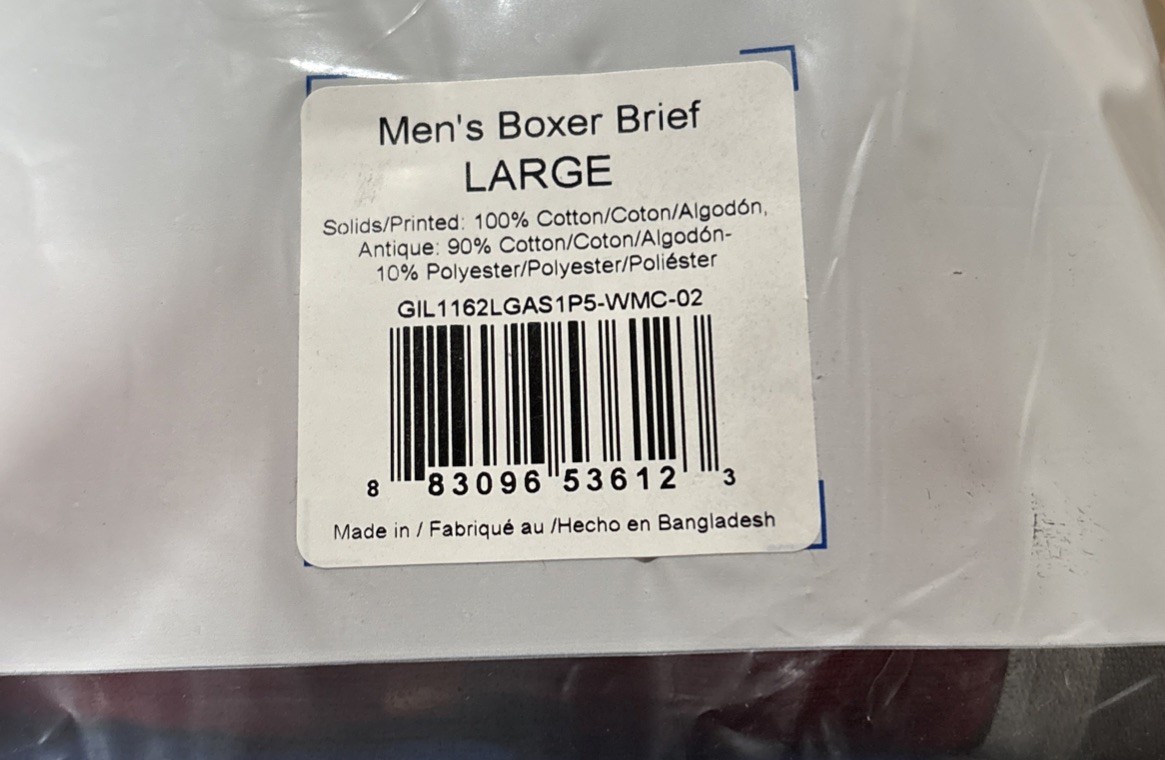 Men's Boxer Brief
LARGE
Solids/Printed: 100% Cotton/Coton/Algodón,
Antique: 90% Cotton/Coton/Algodón-
10% Polyester/Polyester/Poliéster
GIL1162LGAS1P5-WMC-02
8 83096 53612 3
Made in / Fabriqué au /Hecho en Bangladesh